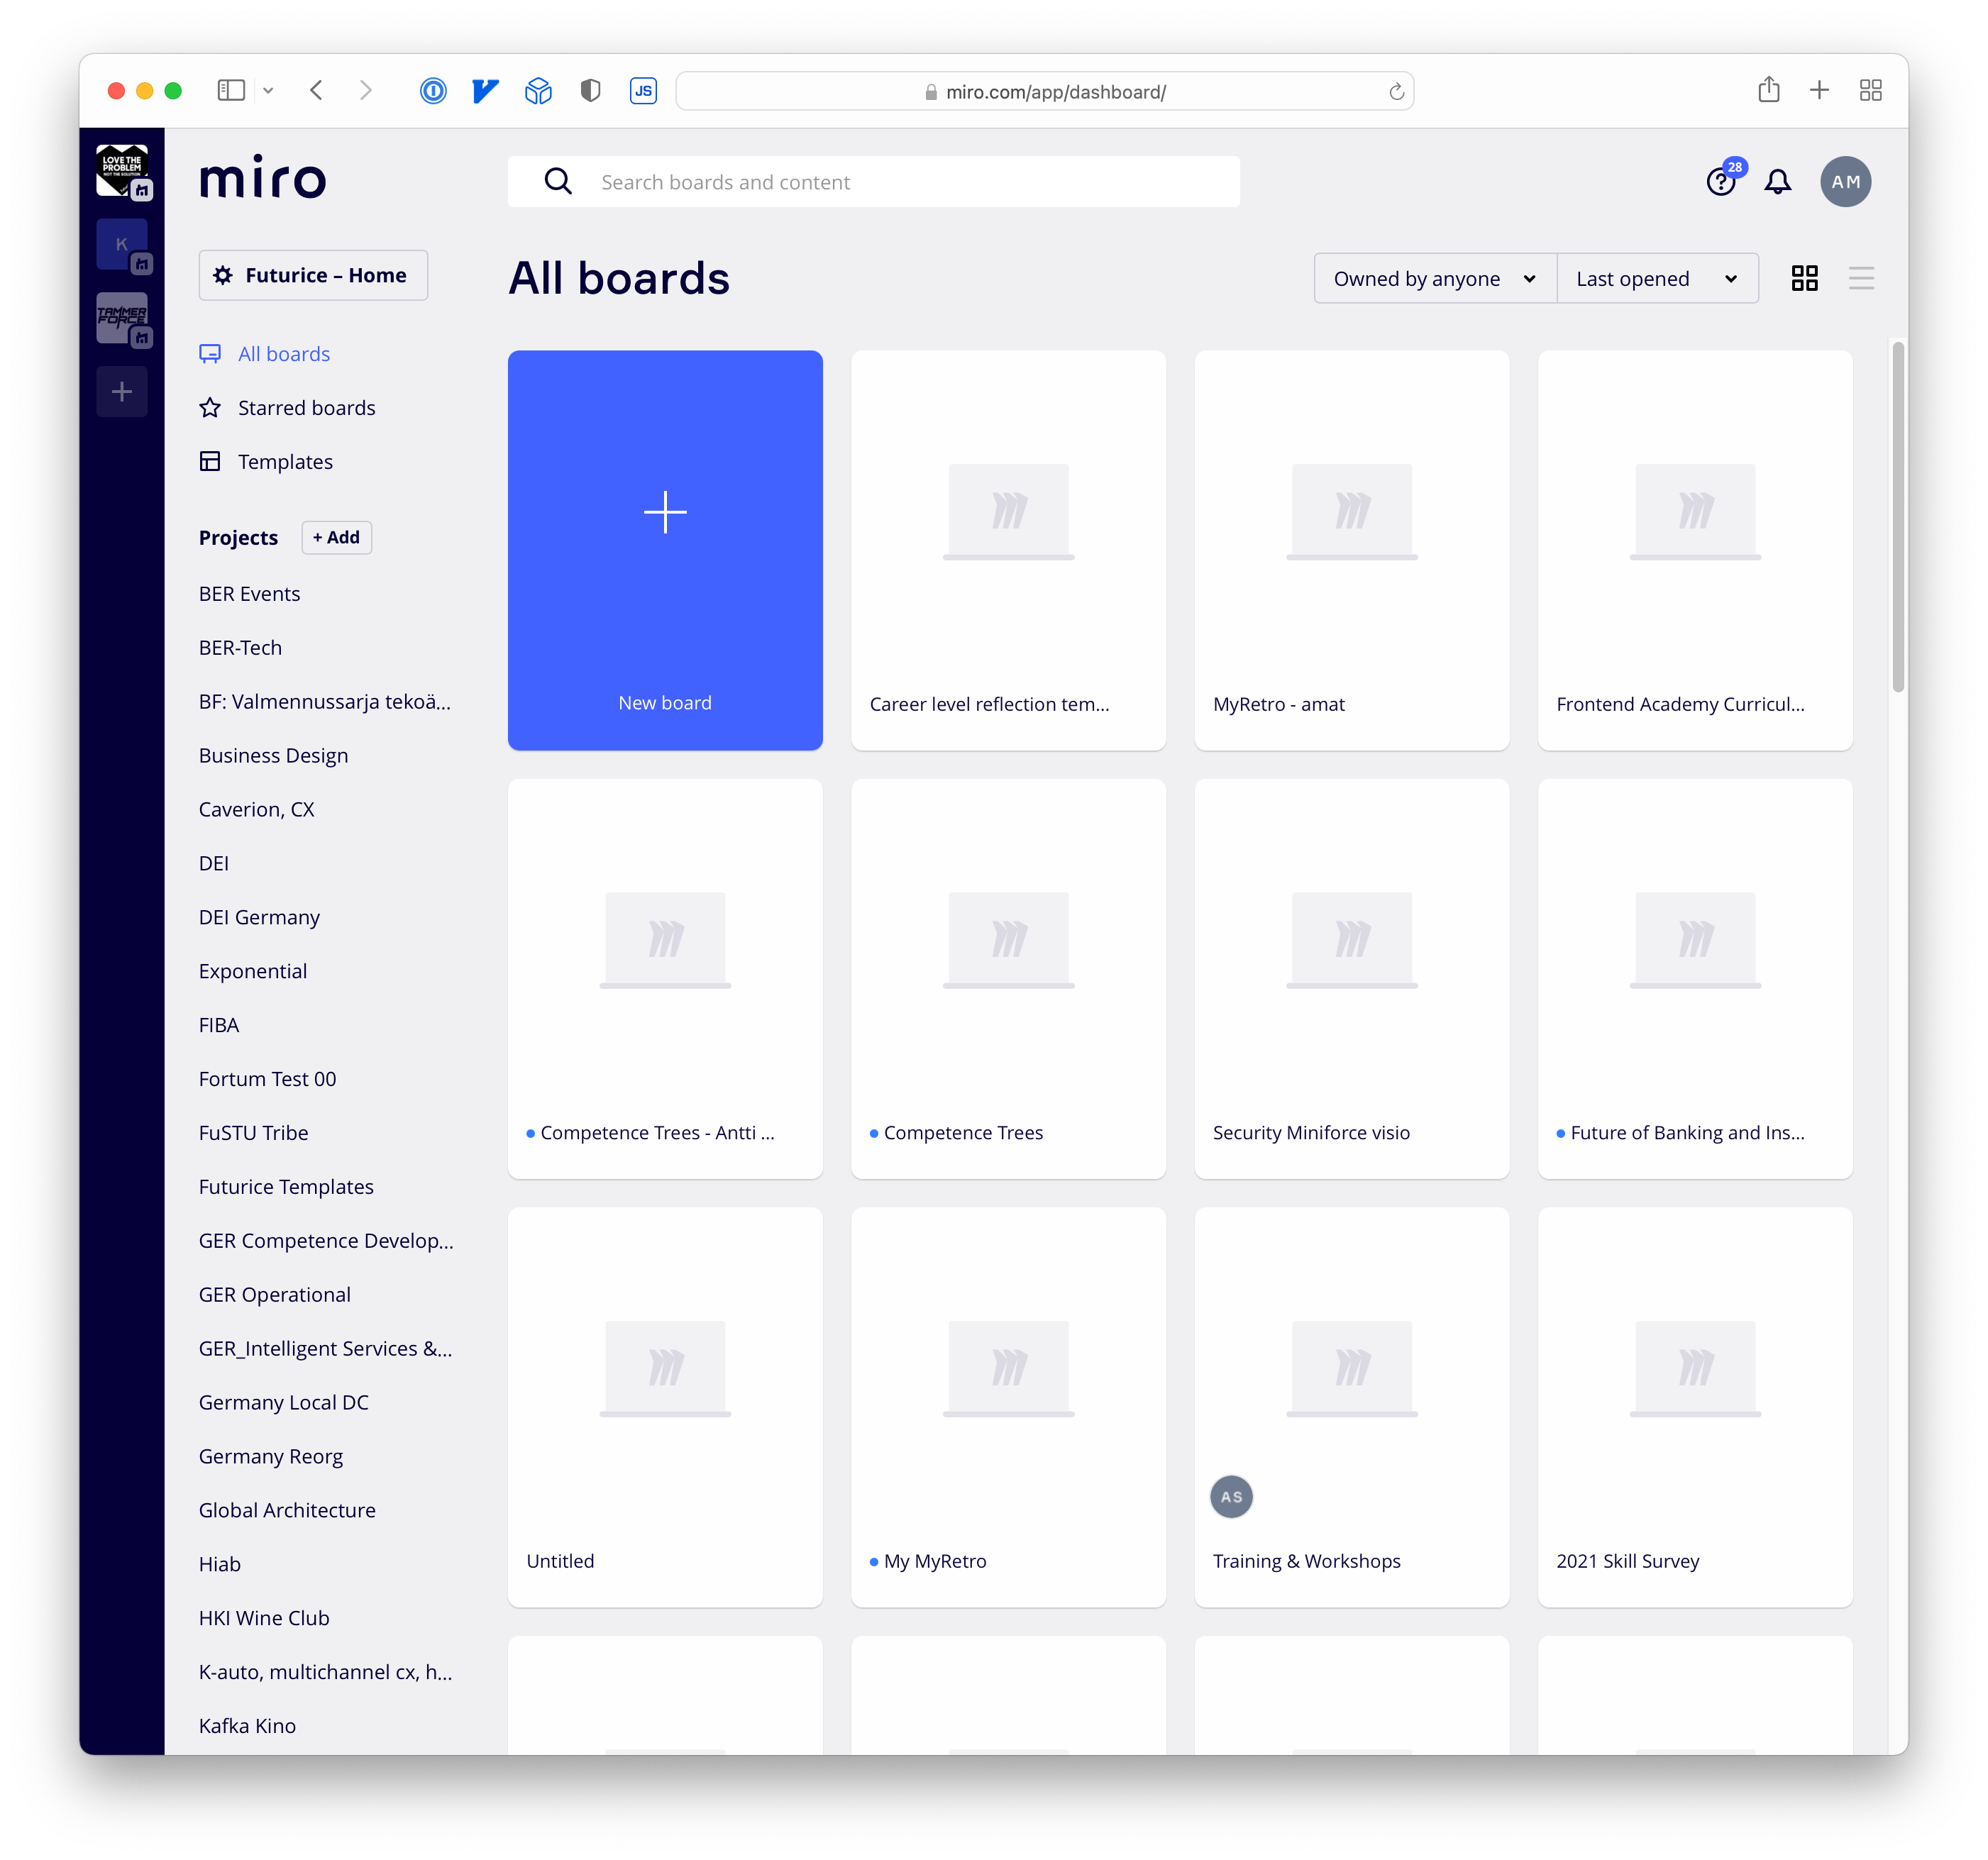 JS
miro.com/app/dashboard/
LOVE THE
PROBLEM
NOT THE SOLUTION
K
TAMMER
FORCE
miro
Search boards and content
28
AM
Futurice – Home
All boards
Owned by anyone
Last opened
All boards
Starred boards
Templates
Projects
+ Add
BER Events
BER-Tech
BF: Valmennussarja tekoä...
Business Design
Caverion, CX
DEI
DEI Germany
Exponential
FIBA
Fortum Test 00
FuSTU Tribe
Futurice Templates
GER Competence Develop...
GER Operational
GER_Intelligent Services &...
Germany Local DC
Germany Reorg
Global Architecture
Hiab
HKI Wine Club
K-auto, multichannel cx, h...
Kafka Kino
New board
Career level reflection tem...
MyRetro - amat
Frontend Academy Curricul...
Competence Trees - Antti ...
Competence Trees
Security Miniforce visio
Future of Banking and Ins...
Untitled
My MyRetro
AS
Training & Workshops
2021 Skill Survey